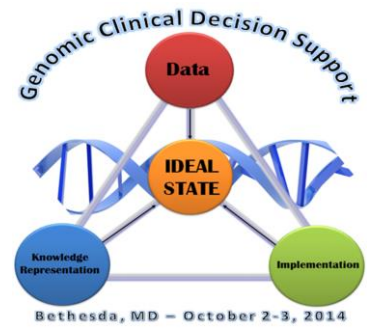 Genomic Clinical Decision Support
Data
IDEAL
STATE
Knowledge
Representation
Implementation
Bethesda, MD – October 2-3, 2014